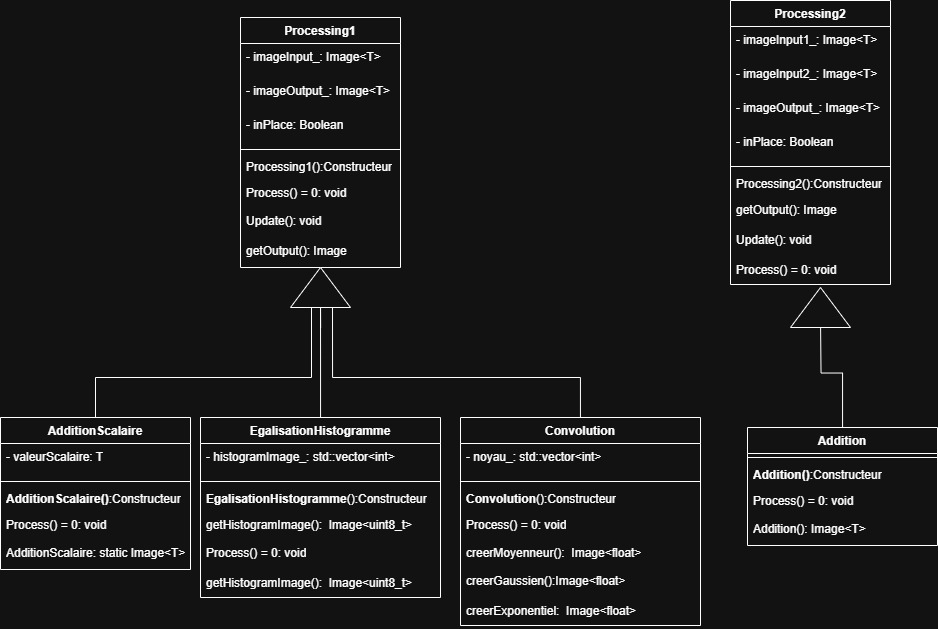 Processing1
- imageInput_: Image<T>
- imageOutput_: Image<T>
- inPlace: Boolean
Processing1():Constructeur
Process() = 0: void
Update(): void
getOutput(): Image
Processing2
- imageInput1_: Image<T>
- imageInput2_: Image<T>
- imageOutput_: Image<T>
- inPlace: Boolean
Processing2():Constructeur
getOutput(): Image
Update(): void
Process() = 0: void
AdditionScalaire
- valeurScalaire: T
AdditionScalaire():Constructeur
Process() = 0: void
AdditionScalaire: static Image<T>
EgalisationHistogramme
- histogramImage_: std::vector<int>
EgalisationHistogramme():Constructeur
getHistogramImage(): Image<uint8_t>
Process() = 0: void
getHistogramImage(): Image<uint8_t>
Convolution
- noyau_: std::vector<int>
Convolution():Constructeur
Process() = 0: void
creerMoyenneur(): Image<float>
creerGaussien():Image<float>
creerExponentiel: Image<float>
Addition
Addition():Constructeur
Process() = 0: void
Addition(): Image<T>